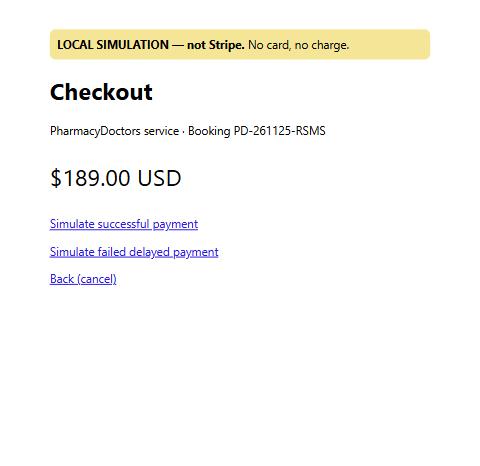 LOCAL SIMULATION — not Stripe. No card, no charge.
Checkout
PharmacyDoctors service · Booking PD-261125-RSMS
$189.00 USD
Simulate successful payment
Simulate failed delayed payment
Back (cancel)